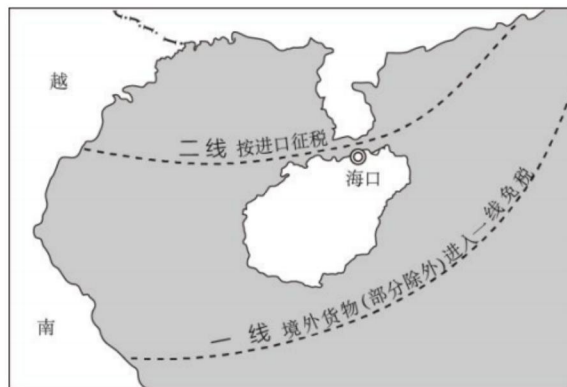 越
二线 按进口征税
海口
一线 境外货物(部分除外)进入一线免税
南